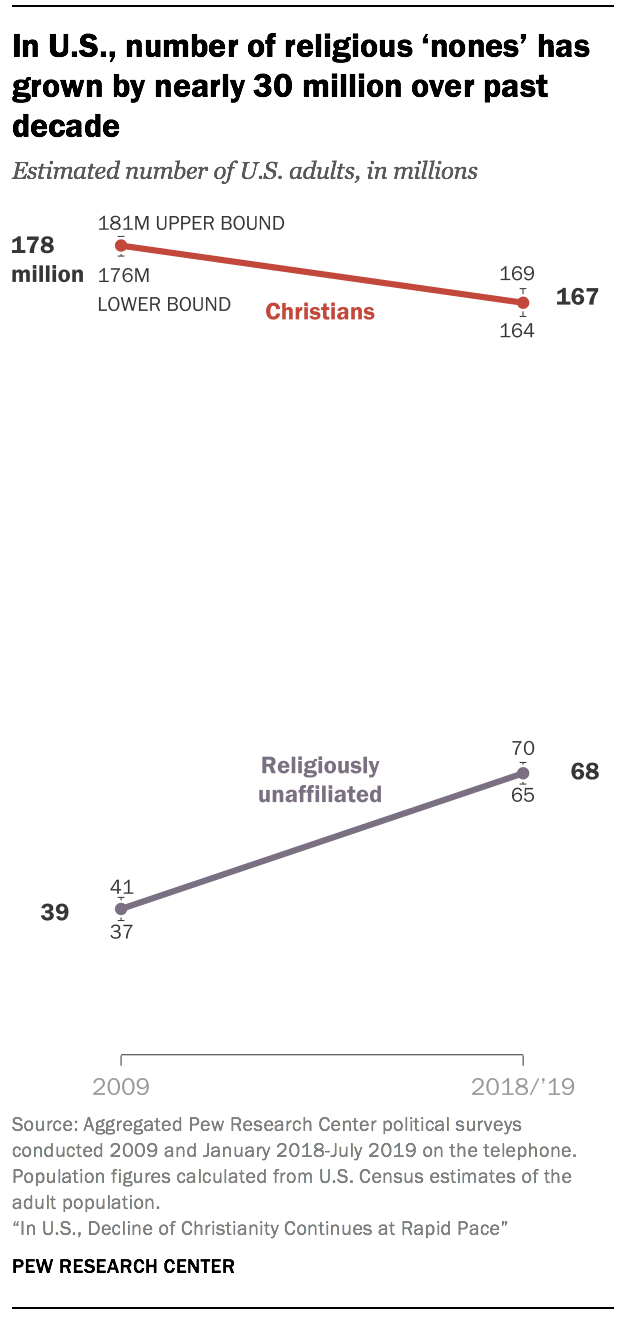 In U.S., number of religious ‘nones’ has
grown by nearly 30 million over past
decade
Estimated number of U.S. adults, in millions
181M UPPER BOUND
178
million
176M
LOWER BOUND
Christians
169
167
164
Religiously
unaffiliated
70
68
65
41
39
37
2009
2018/’19
Source: Aggregated Pew Research Center political surveys
conducted 2009 and January 2018-July 2019 on the telephone.
Population figures calculated from U.S. Census estimates of the
adult population.
“In U.S., Decline of Christianity Continues at Rapid Pace”
PEW RESEARCH CENTER